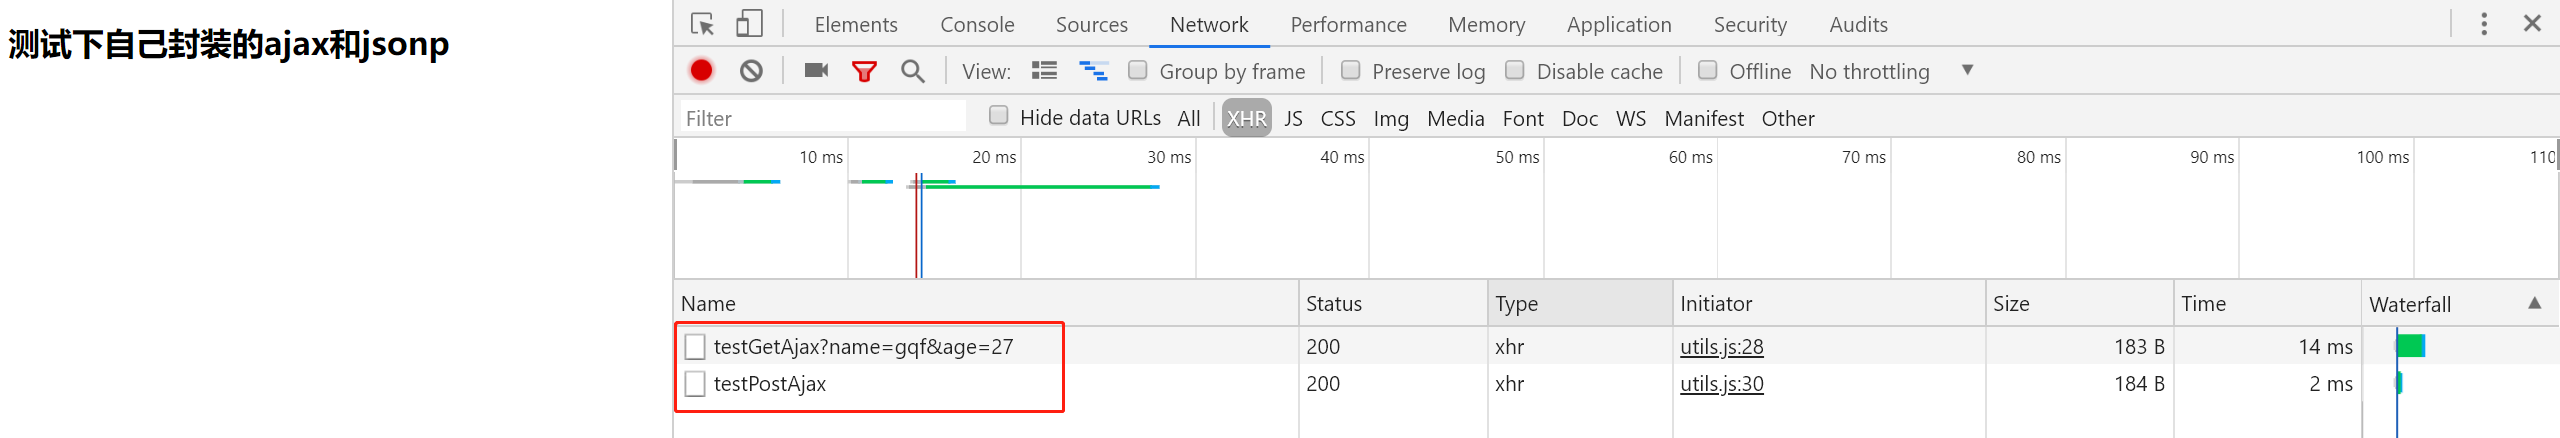 测试下自己封装的ajax和jsonp
Elements Console Sources Network Performance Memory Application Security Audits
View: Group by frame Preserve log Disable cache Offline No throttling
Filter Hide data URLs All XHR JS CSS Img Media Font Doc WS Manifest Other
10 ms 20 ms 30 ms 40 ms 50 ms 60 ms 70 ms 80 ms 90 ms 100 ms 110
Name Status Type Initiator Size Time Waterfall
testGetAjax?name=gqf&age=27 200 xhr utils.js:28 183 B 14 ms
testPostAjax 200 xhr utils.js:30 184 B 2 ms